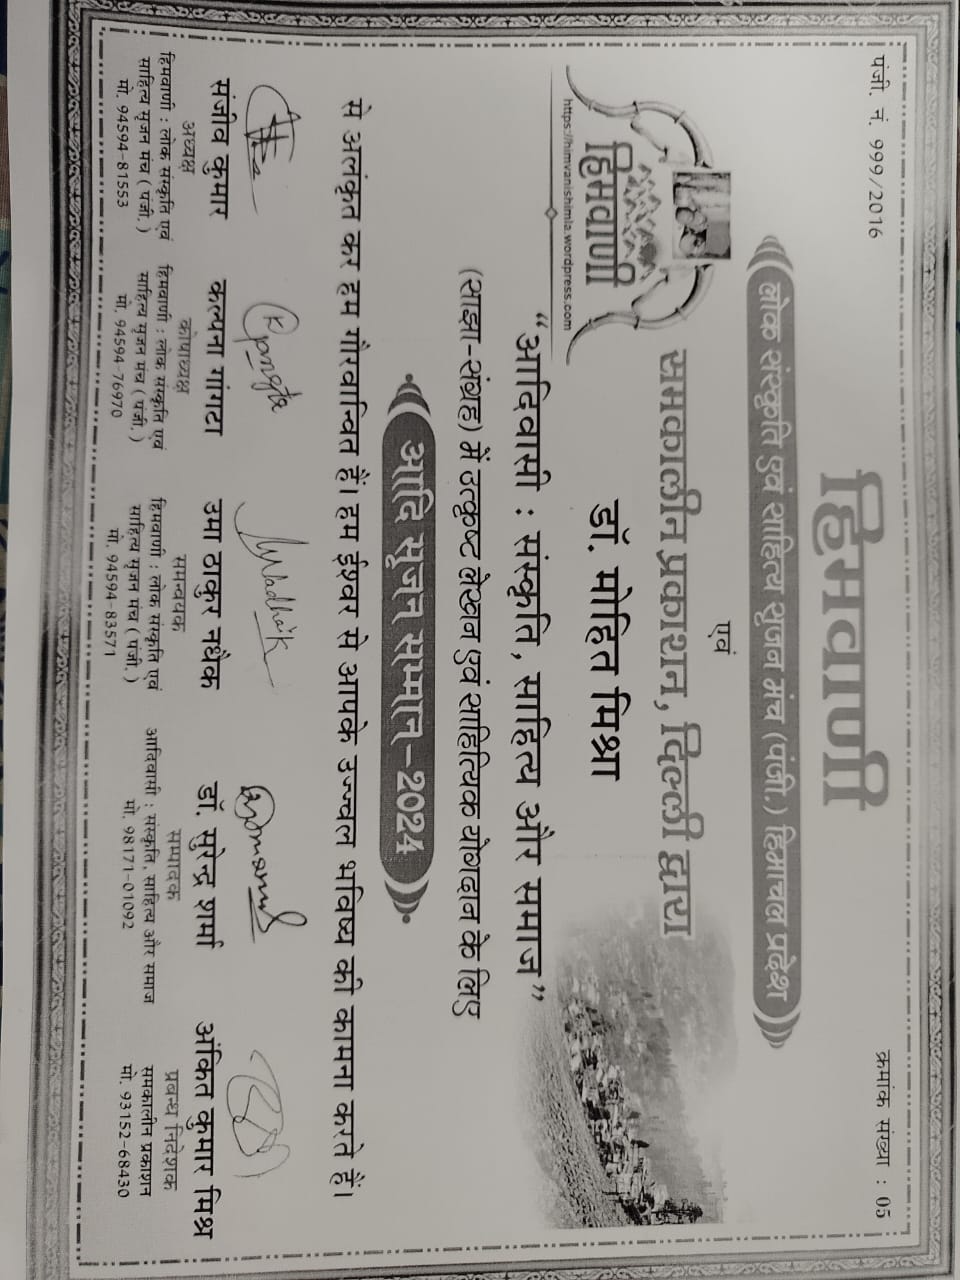 पंजी. नं. 999/2016
क्रमांक संख्या : 05
हिमवाणी
लोक संस्कृति एवं साहित्य सृजन मंच (पंजी.) हिमाचल प्रदेश
एवं
हिमवाणी
https://himvanishimla.wordpress.com
समकालीन प्रकाशन, दिल्ली द्वारा
डॉ. मोहित मिश्रा
“आदिवासी : संस्कृति, साहित्य और समाज”
(साझा-संग्रह) में उत्कृष्ट लेखन एवं साहित्यिक योगदान के लिए
आदि सृजन सम्मान-2024
से अलंकृत कर हम गौरवान्वित हैं। हम ईश्वर से आपके उज्ज्वल भविष्य की कामना करते हैं।
संजीव कुमार
अध्यक्ष
हिमवाणी : लोक संस्कृति एवं
साहित्य सृजन मंच (पंजी.)
मो. 94594-81553
कल्पना गांगटा
कोषाध्यक्ष
हिमवाणी : लोक संस्कृति एवं
साहित्य सृजन मंच (पंजी.)
मो. 94594-76970
उमा ठाकुर नधैक
समन्वयक
हिमवाणी : लोक संस्कृति एवं
साहित्य सृजन मंच (पंजी.)
मो. 94594-83571
डॉ. सुरेन्द्र शर्मा
सम्पादक
आदिवासी : संस्कृति, साहित्य और समाज
मो. 98171-01092
अंकित कुमार मिश्र
प्रबन्ध निदेशक
समकालीन प्रकाशन
मो. 93152-68430